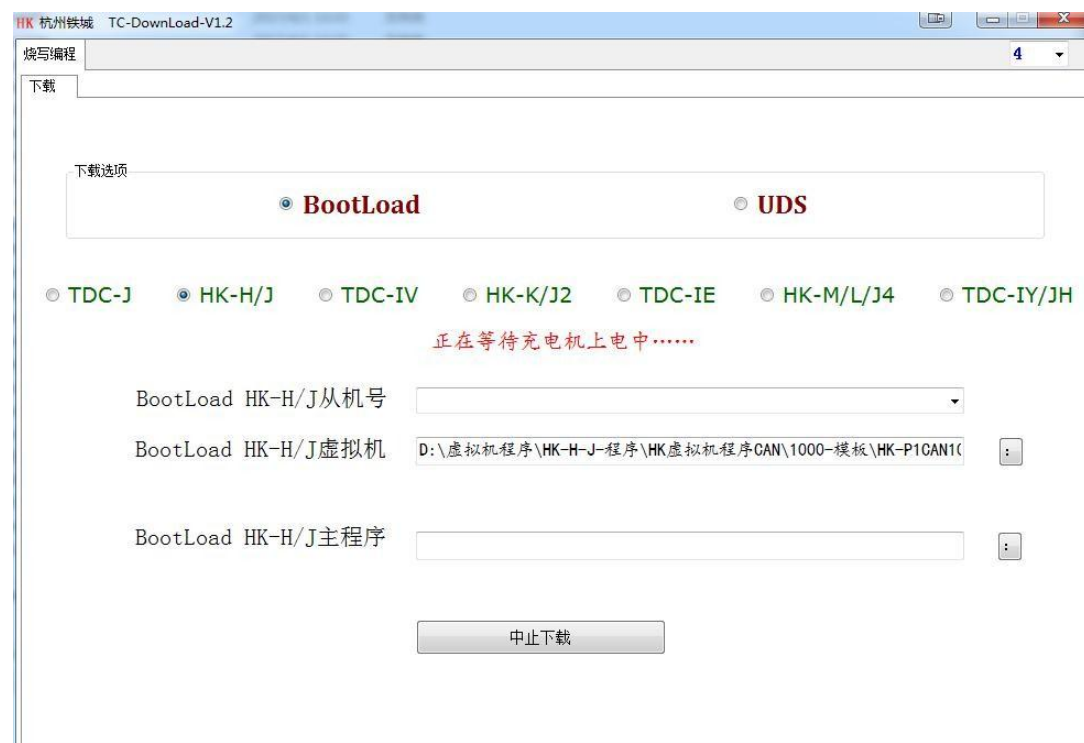 HK 杭州铁城 TC-DownLoad-V1.2
烧写编程 4
下载
下载选项
BootLoad UDS
TDC-J HK-H/J TDC-IV HK-K/J2 TDC-IE HK-M/L/J4 TDC-IY/JH
正在等待充电机上电中……
BootLoad HK-H/J从机号
BootLoad HK-H/J虚拟机 D:\虚拟机程序\HK-H-J-程序\HK虚拟机程序CAN\1000-模板\HK-P1CAN10
:
BootLoad HK-H/J主程序 :
中止下载